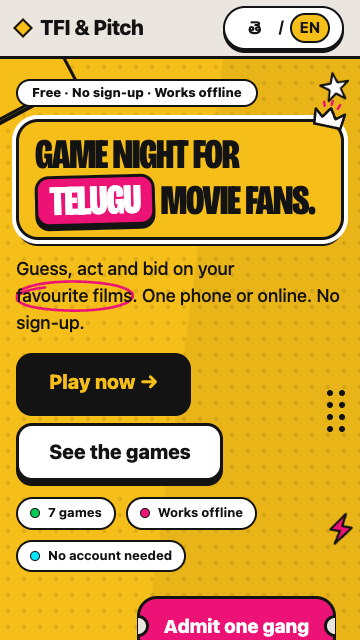 TFI & Pitch
తె / EN
Free · No sign-up · Works offline
GAME NIGHT FOR
TELUGU MOVIE FANS.
Guess, act and bid on your
favourite films. One phone or online. No
sign-up.
Play now →
See the games
7 games
Works offline
No account needed
Admit one gang